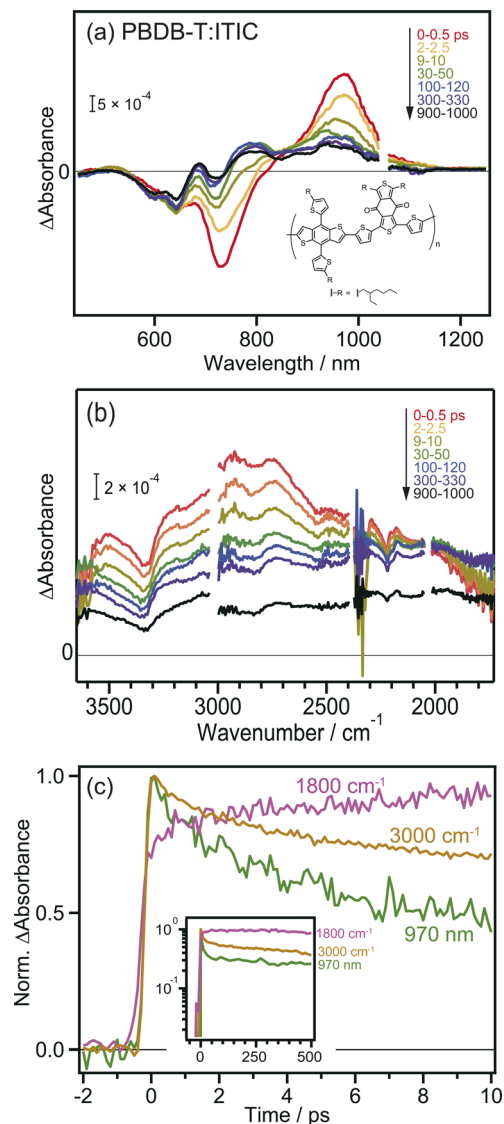 (a) PBDB-T:ITIC
0-0.5 ps
2-2.5
9-10
30-50
100-120
300-330
900-1000
5 × 10⁻⁴
0
ΔAbsorbance
R
R
R
R
S
S
S
S
S
S
S
S
O
O
n
I–R = I
600
800
1000
1200
Wavelength / nm
(b)
0-0.5 ps
2-2.5
9-10
30-50
100-120
300-330
900-1000
2 × 10⁻⁴
ΔAbsorbance
0
3500
3000
2500
2000
Wavenumber / cm⁻¹
(c)
1.0
0.5
0.0
Norm. ΔAbsorbance
1800 cm⁻¹
3000 cm⁻¹
970 nm
10⁰
10⁻¹
1800 cm⁻¹
3000 cm⁻¹
970 nm
0
250
500
-2
0
2
4
6
8
10
Time / ps